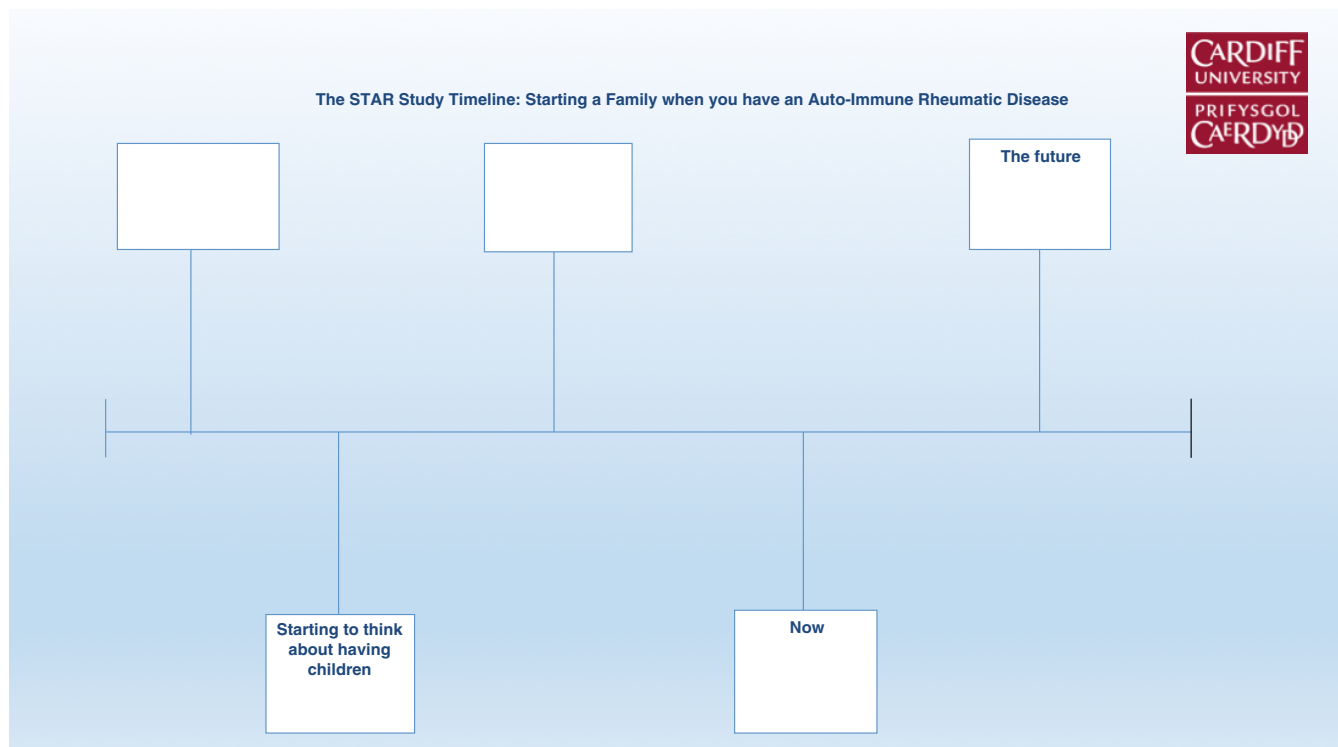 CARDIFF
UNIVERSITY
PRIFYSGOL
CAERDYDD
The STAR Study Timeline: Starting a Family when you have an Auto-Immune Rheumatic Disease
The future
Starting to think
about having
children
Now